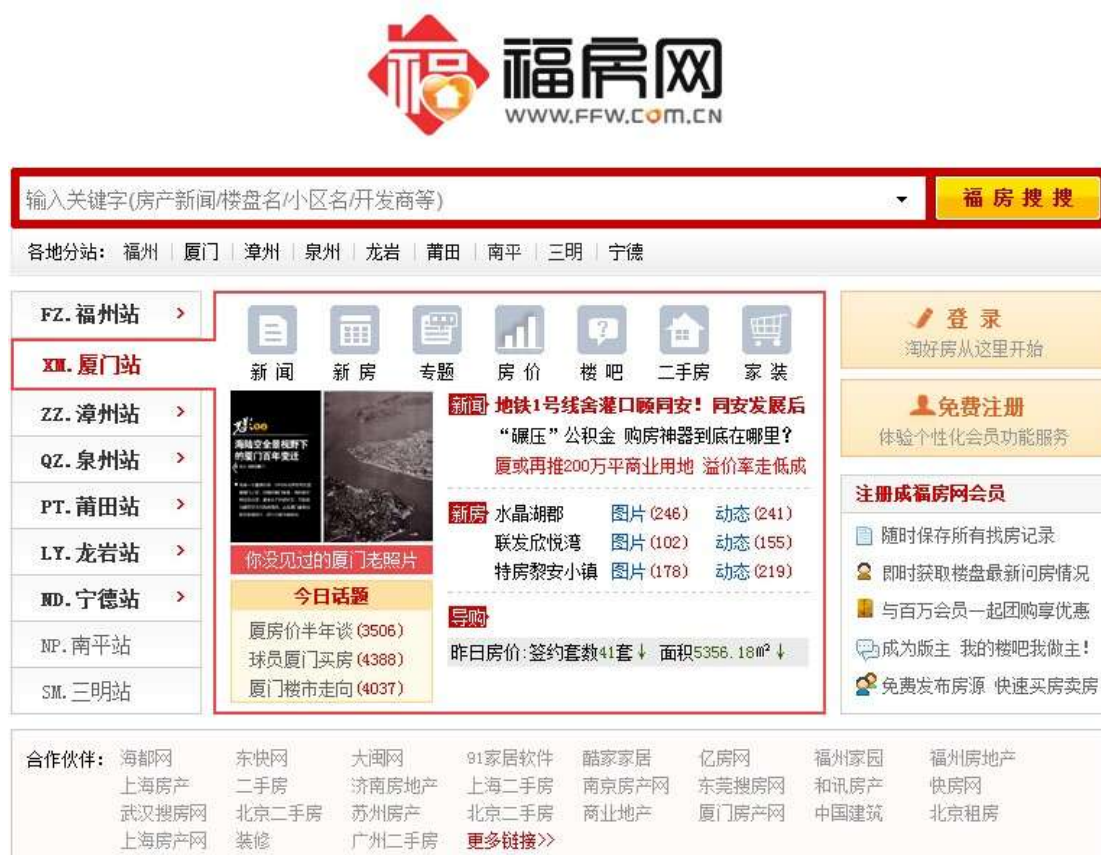 福房网
WWW.FFW.COM.CN
输入关键字(房产新闻/楼盘名/小区名/开发商等)
福房搜搜
各地分站： 福州 厦门 漳州 泉州 龙岩 莆田 南平 三明 宁德
FZ.福州站
XM.厦门站
ZZ.漳州站
QZ.泉州站
PT.莆田站
LY.龙岩站
ND.宁德站
NP.南平站
SM.三明站
新闻 新房 专题 房价 楼吧 二手房 家装
海陆空全景视野下
的厦门百年变迁
你没见过的厦门老照片
今日话题
厦房价半年谈(3506)
球员厦门买房(4388)
厦门楼市走向(4037)
新闻 地铁1号线舍灌口顾同安！同安发展后
“碾压”公积金 购房神器到底在哪里？
厦或再推200万平商业用地 溢价率走低成
新房 水晶湖郡 图片(246) 动态(241)
联发欣悦湾 图片(102) 动态(155)
特房黎安小镇 图片(178) 动态(219)
导购
昨日房价:签约套数41套↓ 面积5356.18m²↓
登录
淘好房从这里开始
免费注册
体验个性化会员功能服务
注册成福房网会员
随时保存所有找房记录
即时获取楼盘最新问房情况
与百万会员一起团购享优惠
成为版主 我的楼吧我做主！
免费发布房源 快速买房卖房
合作伙伴： 海都网 东快网 大闽网 91家居软件 酷家家居 亿房网 福州家园 福州房地产
上海房产 二手房 济南房地产 上海二手房 南京房产网 东莞搜房网 和讯房产 快房网
武汉搜房网 北京二手房 苏州房产 北京二手房 商业地产 厦门房产网 中国建筑 北京租房
上海房产网 装修 广州二手房 更多链接>>